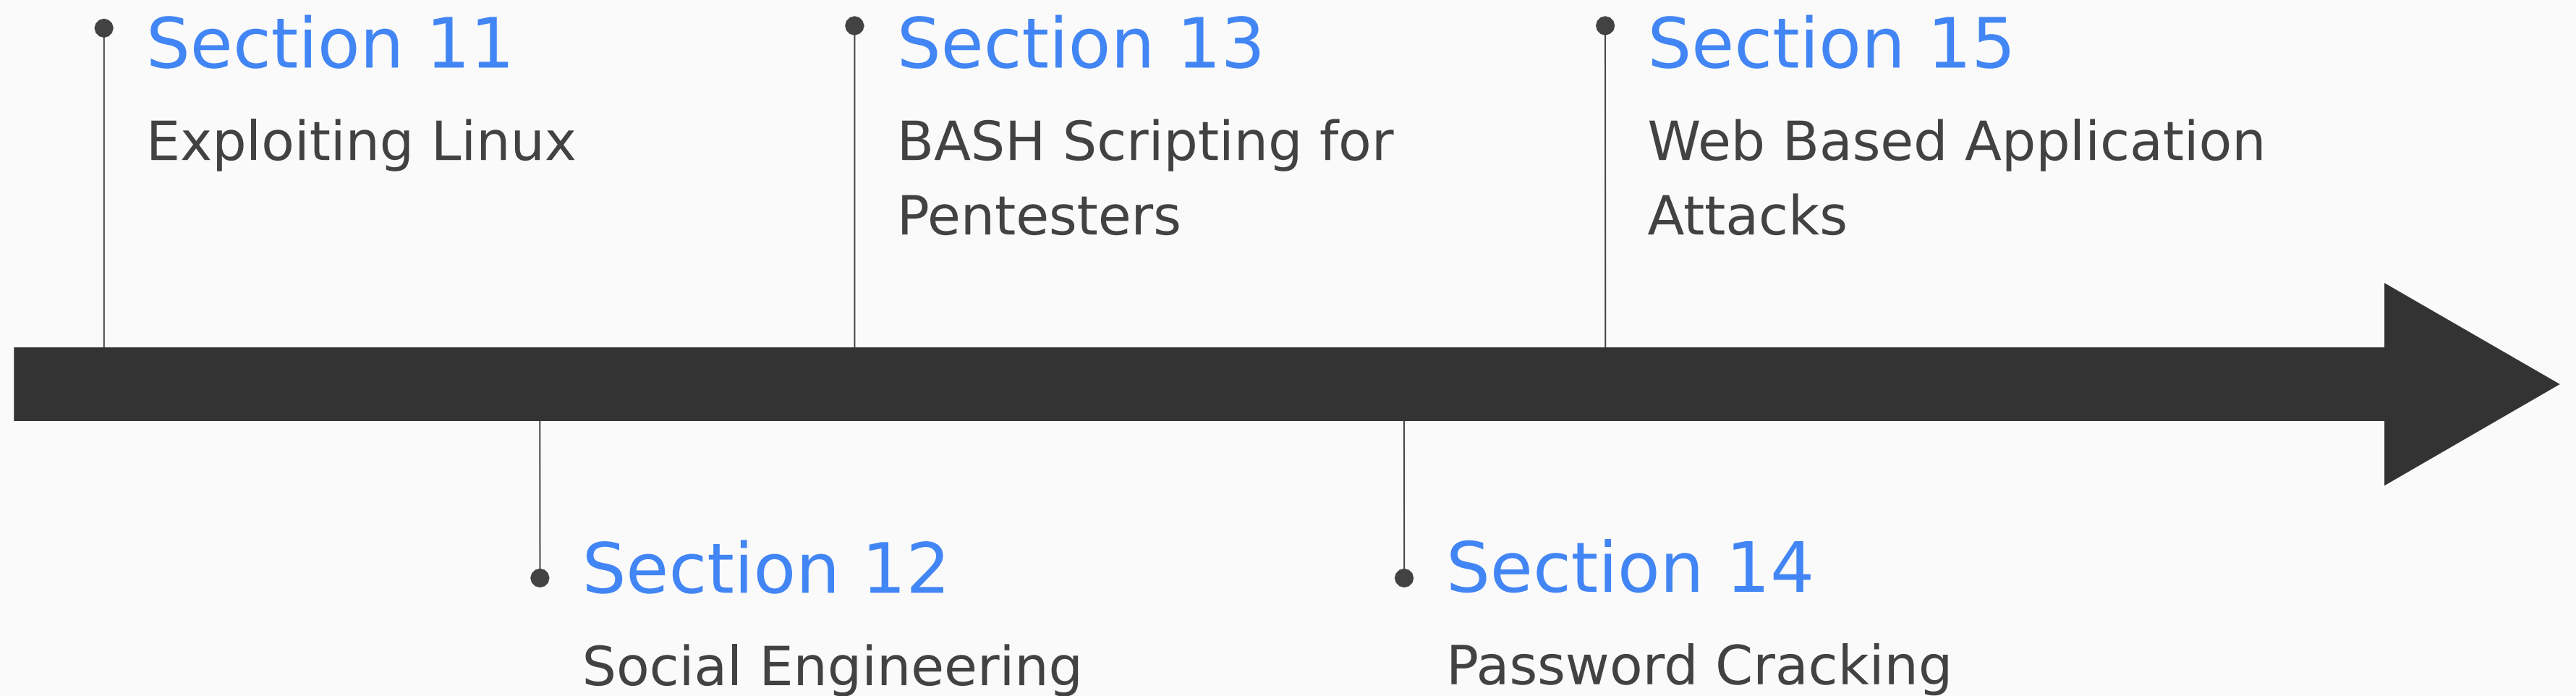 Section 11
Exploiting Linux
Section 13
BASH Scripting for
Pentesters
Section 15
Web Based Application
Attacks
Section 12
Social Engineering
Section 14
Password Cracking